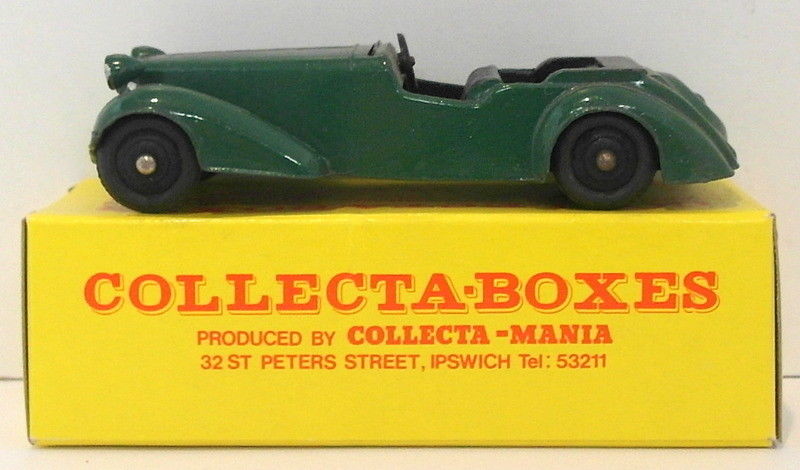 COLLECTA·BOXES
PRODUCED BY COLLECTA-MANIA
32 ST PETERS STREET, IPSWICH Tel: 53211